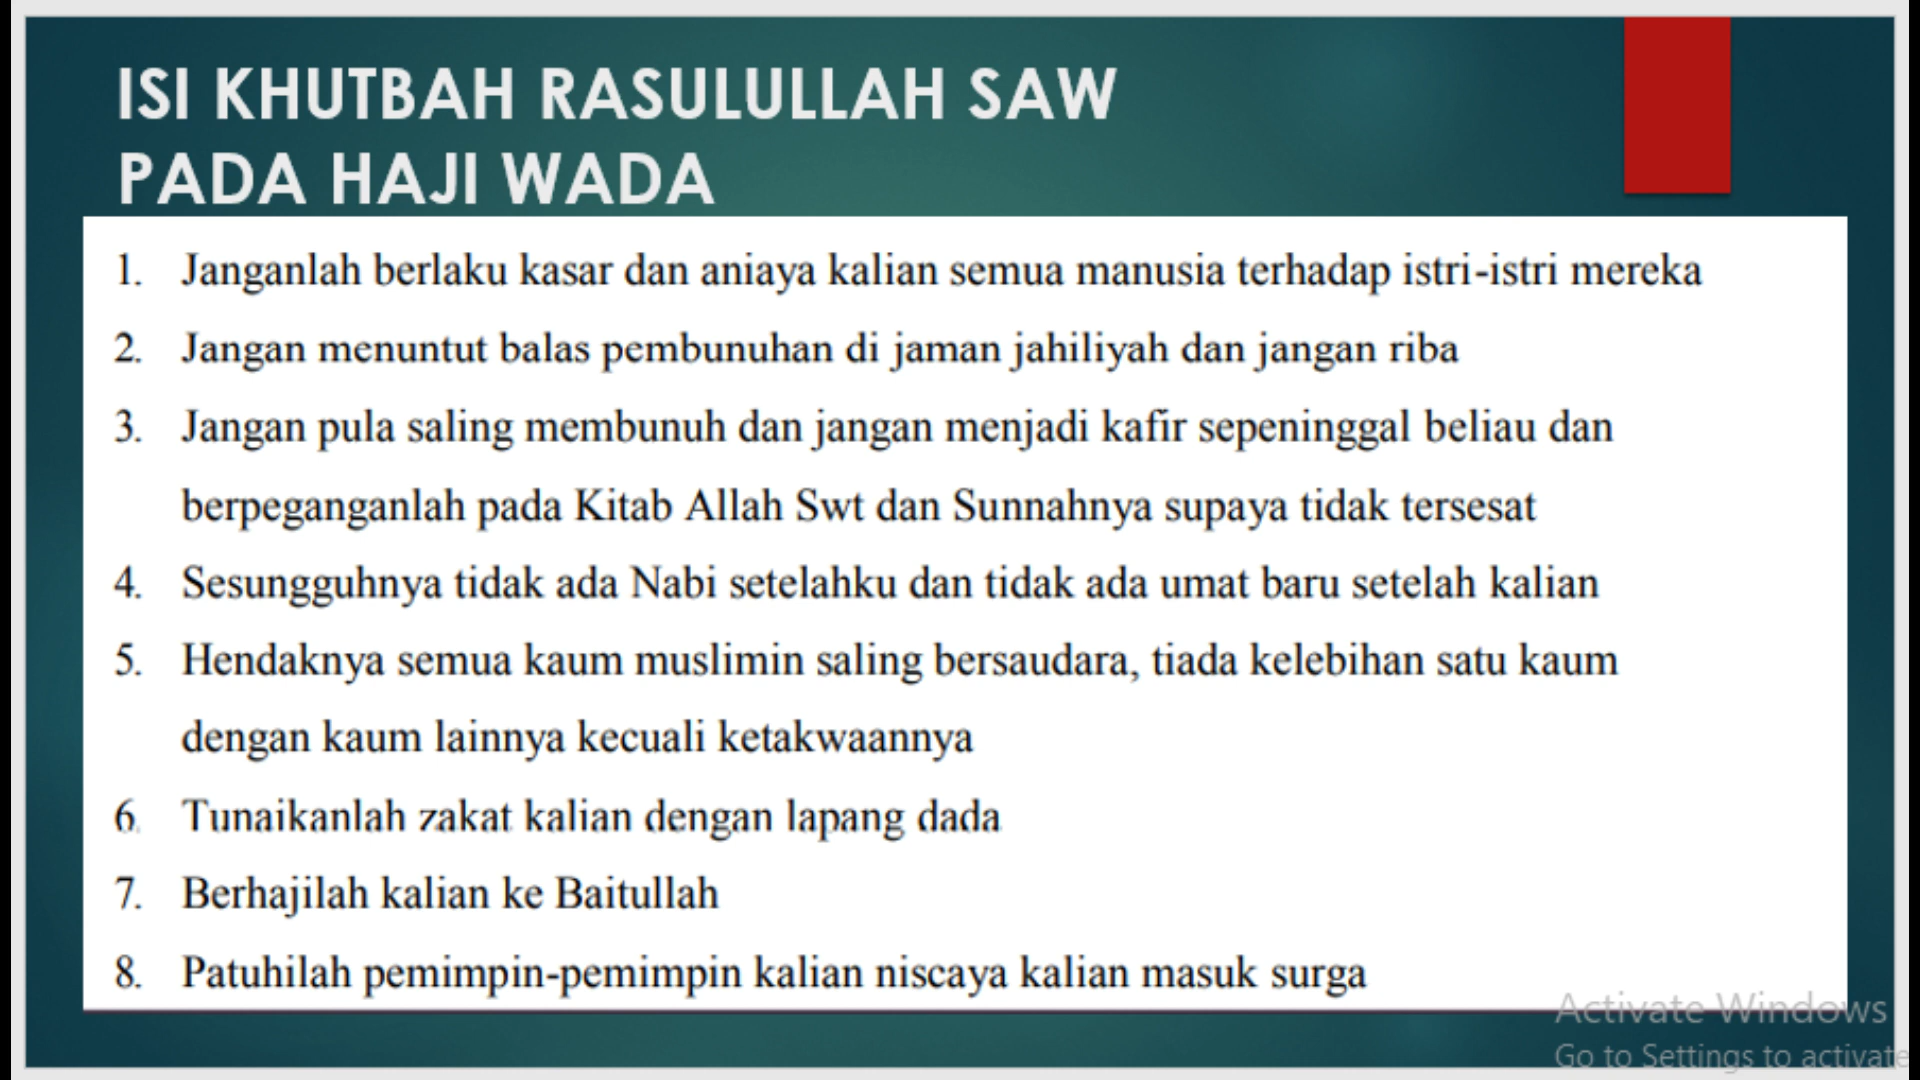 ISI KHUTBAH RASULULLAH SAW
PADA HAJI WADA
1. Janganlah berlaku kasar dan aniaya kalian semua manusia terhadap istri-istri mereka
2. Jangan menuntut balas pembunuhan di jaman jahiliyah dan jangan riba
3. Jangan pula saling membunuh dan jangan menjadi kafir sepeninggal beliau dan
berpeganganlah pada Kitab Allah Swt dan Sunnahnya supaya tidak tersesat
4. Sesungguhnya tidak ada Nabi setelahku dan tidak ada umat baru setelah kalian
5. Hendaknya semua kaum muslimin saling bersaudara, tiada kelebihan satu kaum
dengan kaum lainnya kecuali ketakwaannya
6. Tunaikanlah zakat kalian dengan lapang dada
7. Berhajilah kalian ke Baitullah
8. Patuhilah pemimpin-pemimpin kalian niscaya kalian masuk surga
Activate Windows
Go to Settings to activate